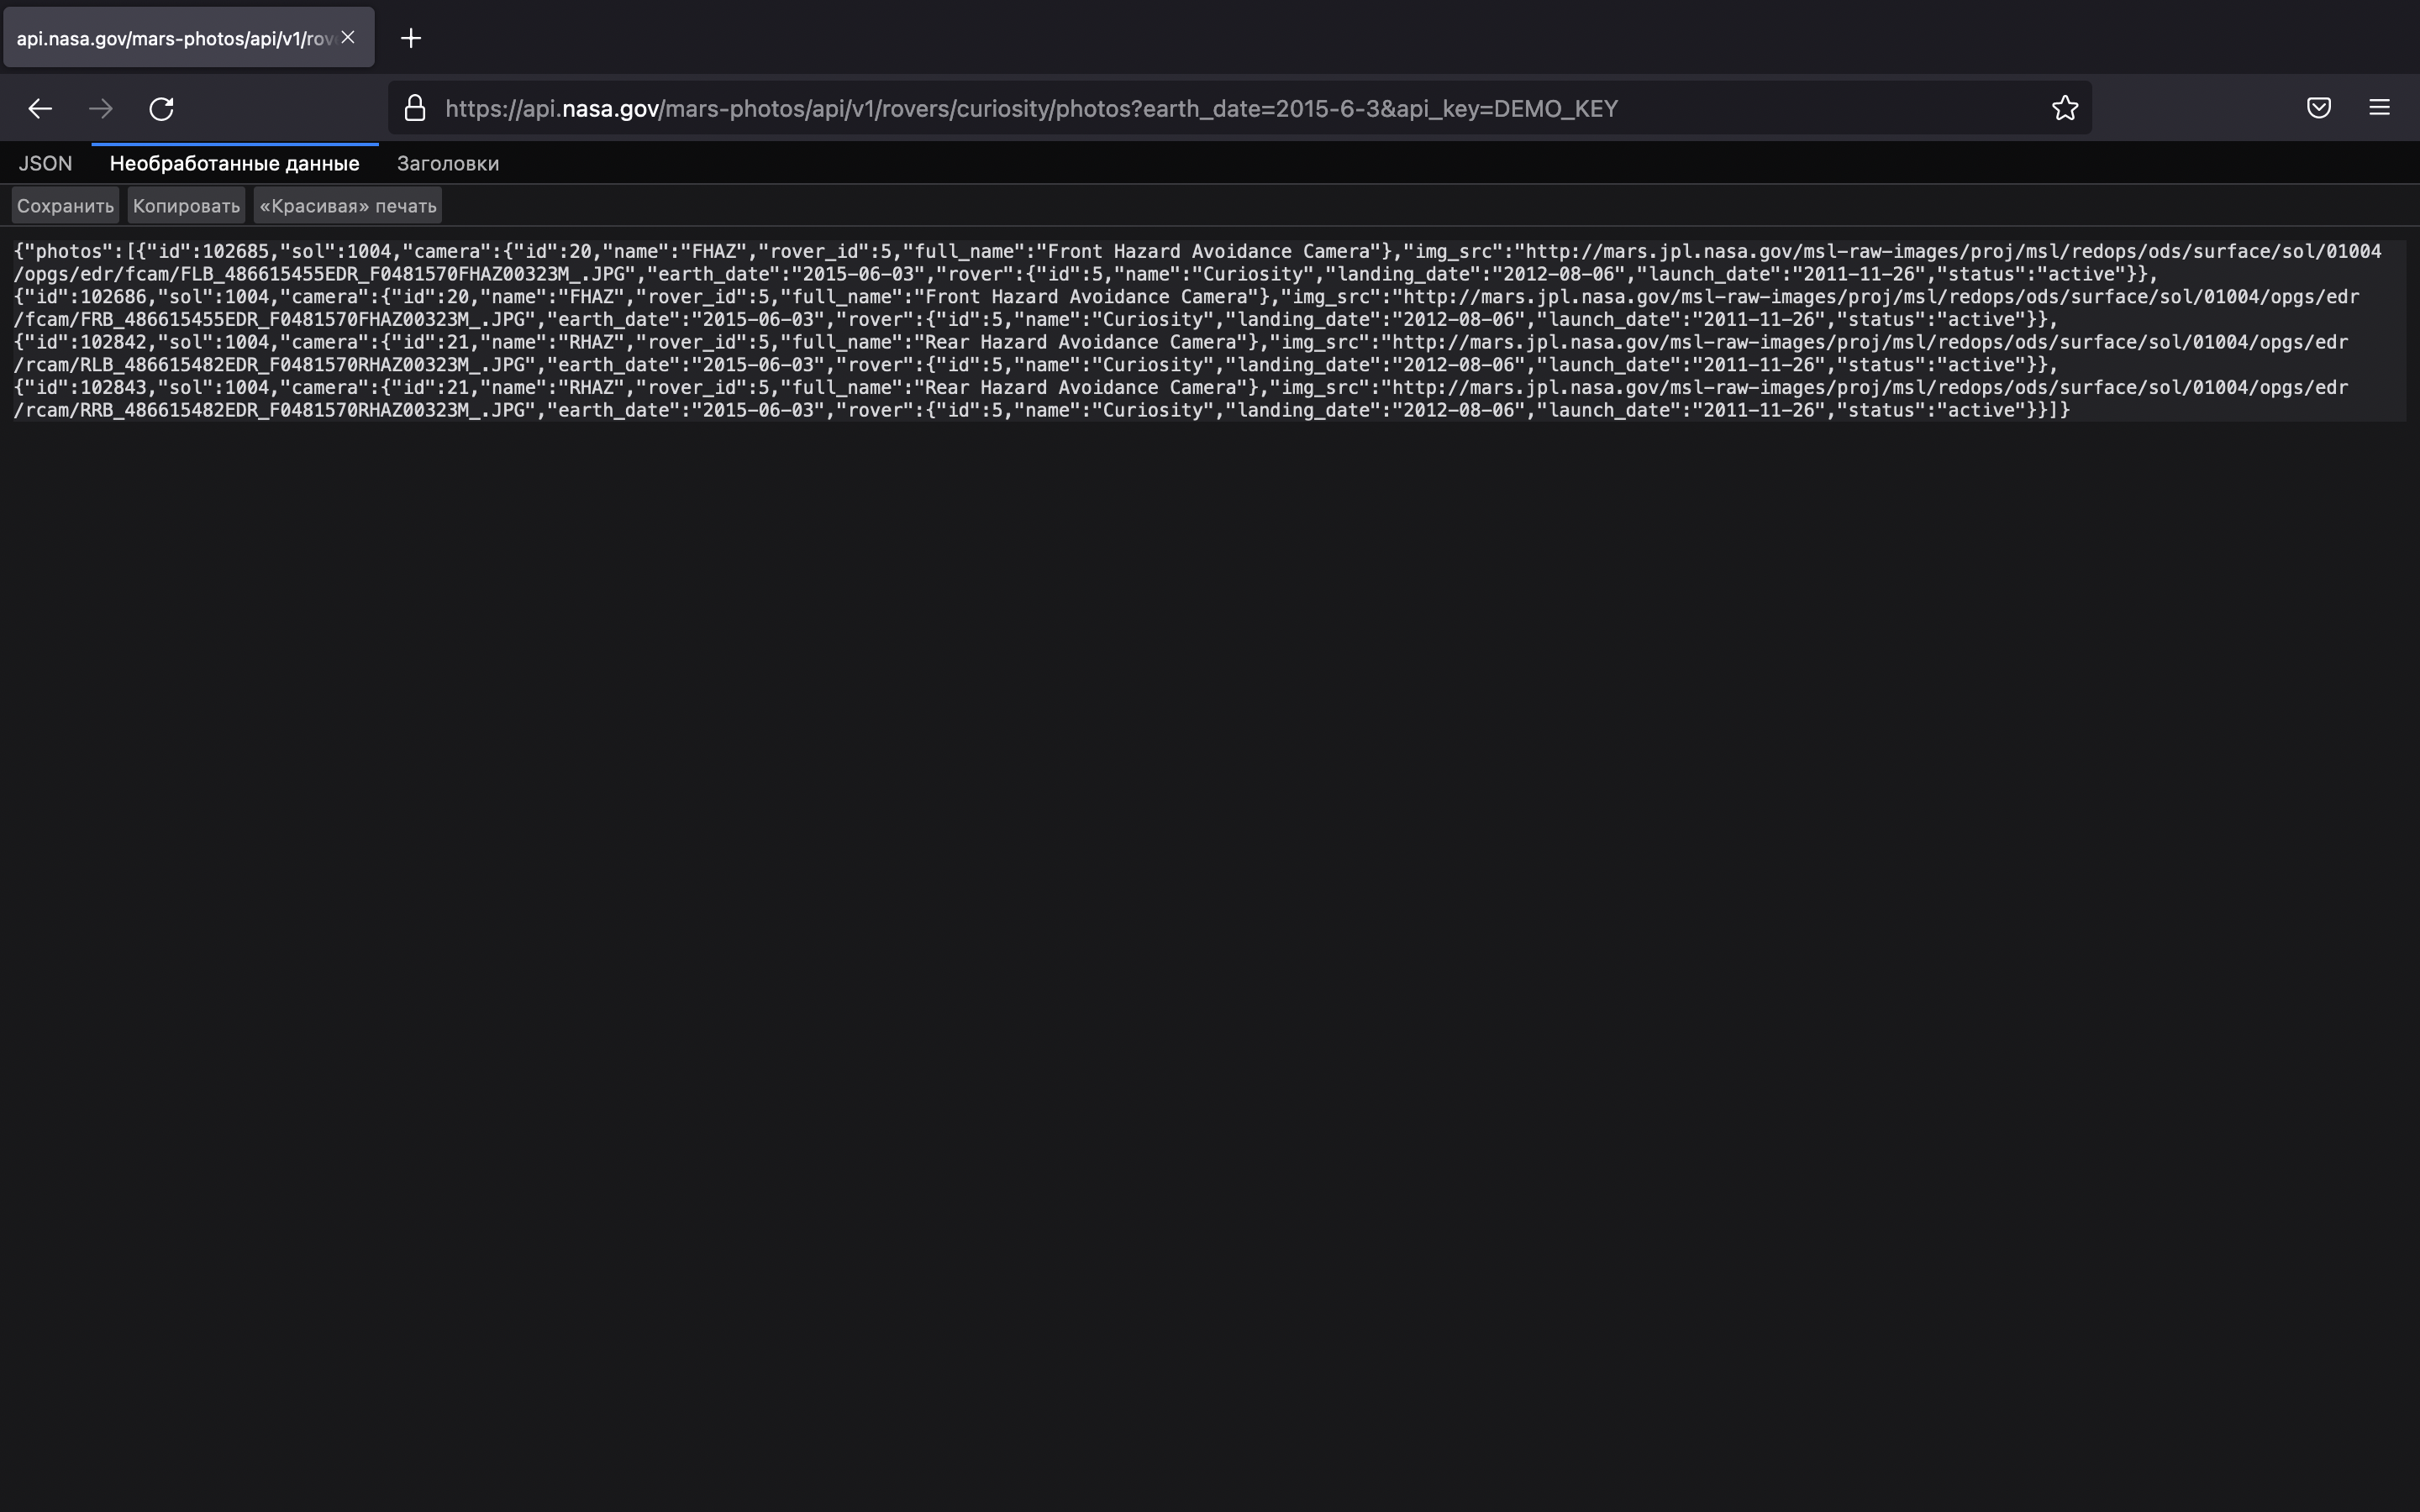 api.nasa.gov/mars-photos/api/v1/rov
https://api.nasa.gov/mars-photos/api/v1/rovers/curiosity/photos?earth_date=2015-6-3&api_key=DEMO_KEY
JSON Необработанные данные Заголовки
Сохранить Копировать «Красивая» печать
{"photos":[{"id":102685,"sol":1004,"camera":{"id":20,"name":"FHAZ","rover_id":5,"full_name":"Front Hazard Avoidance Camera"},"img_src":"http://mars.jpl.nasa.gov/msl-raw-images/proj/msl/redops/ods/surface/sol/01004
/opgs/edr/fcam/FLB_486615455EDR_F0481570FHAZ00323M_.JPG","earth_date":"2015-06-03","rover":{"id":5,"name":"Curiosity","landing_date":"2012-08-06","launch_date":"2011-11-26","status":"active"}},
{"id":102686,"sol":1004,"camera":{"id":20,"name":"FHAZ","rover_id":5,"full_name":"Front Hazard Avoidance Camera"},"img_src":"http://mars.jpl.nasa.gov/msl-raw-images/proj/msl/redops/ods/surface/sol/01004/opgs/edr
/fcam/FRB_486615455EDR_F0481570FHAZ00323M_.JPG","earth_date":"2015-06-03","rover":{"id":5,"name":"Curiosity","landing_date":"2012-08-06","launch_date":"2011-11-26","status":"active"}},
{"id":102842,"sol":1004,"camera":{"id":21,"name":"RHAZ","rover_id":5,"full_name":"Rear Hazard Avoidance Camera"},"img_src":"http://mars.jpl.nasa.gov/msl-raw-images/proj/msl/redops/ods/surface/sol/01004/opgs/edr
/rcam/RLB_486615482EDR_F0481570RHAZ00323M_.JPG","earth_date":"2015-06-03","rover":{"id":5,"name":"Curiosity","landing_date":"2012-08-06","launch_date":"2011-11-26","status":"active"}},
{"id":102843,"sol":1004,"camera":{"id":21,"name":"RHAZ","rover_id":5,"full_name":"Rear Hazard Avoidance Camera"},"img_src":"http://mars.jpl.nasa.gov/msl-raw-images/proj/msl/redops/ods/surface/sol/01004/opgs/edr
/rcam/RRB_486615482EDR_F0481570RHAZ00323M_.JPG","earth_date":"2015-06-03","rover":{"id":5,"name":"Curiosity","landing_date":"2012-08-06","launch_date":"2011-11-26","status":"active"}}]}